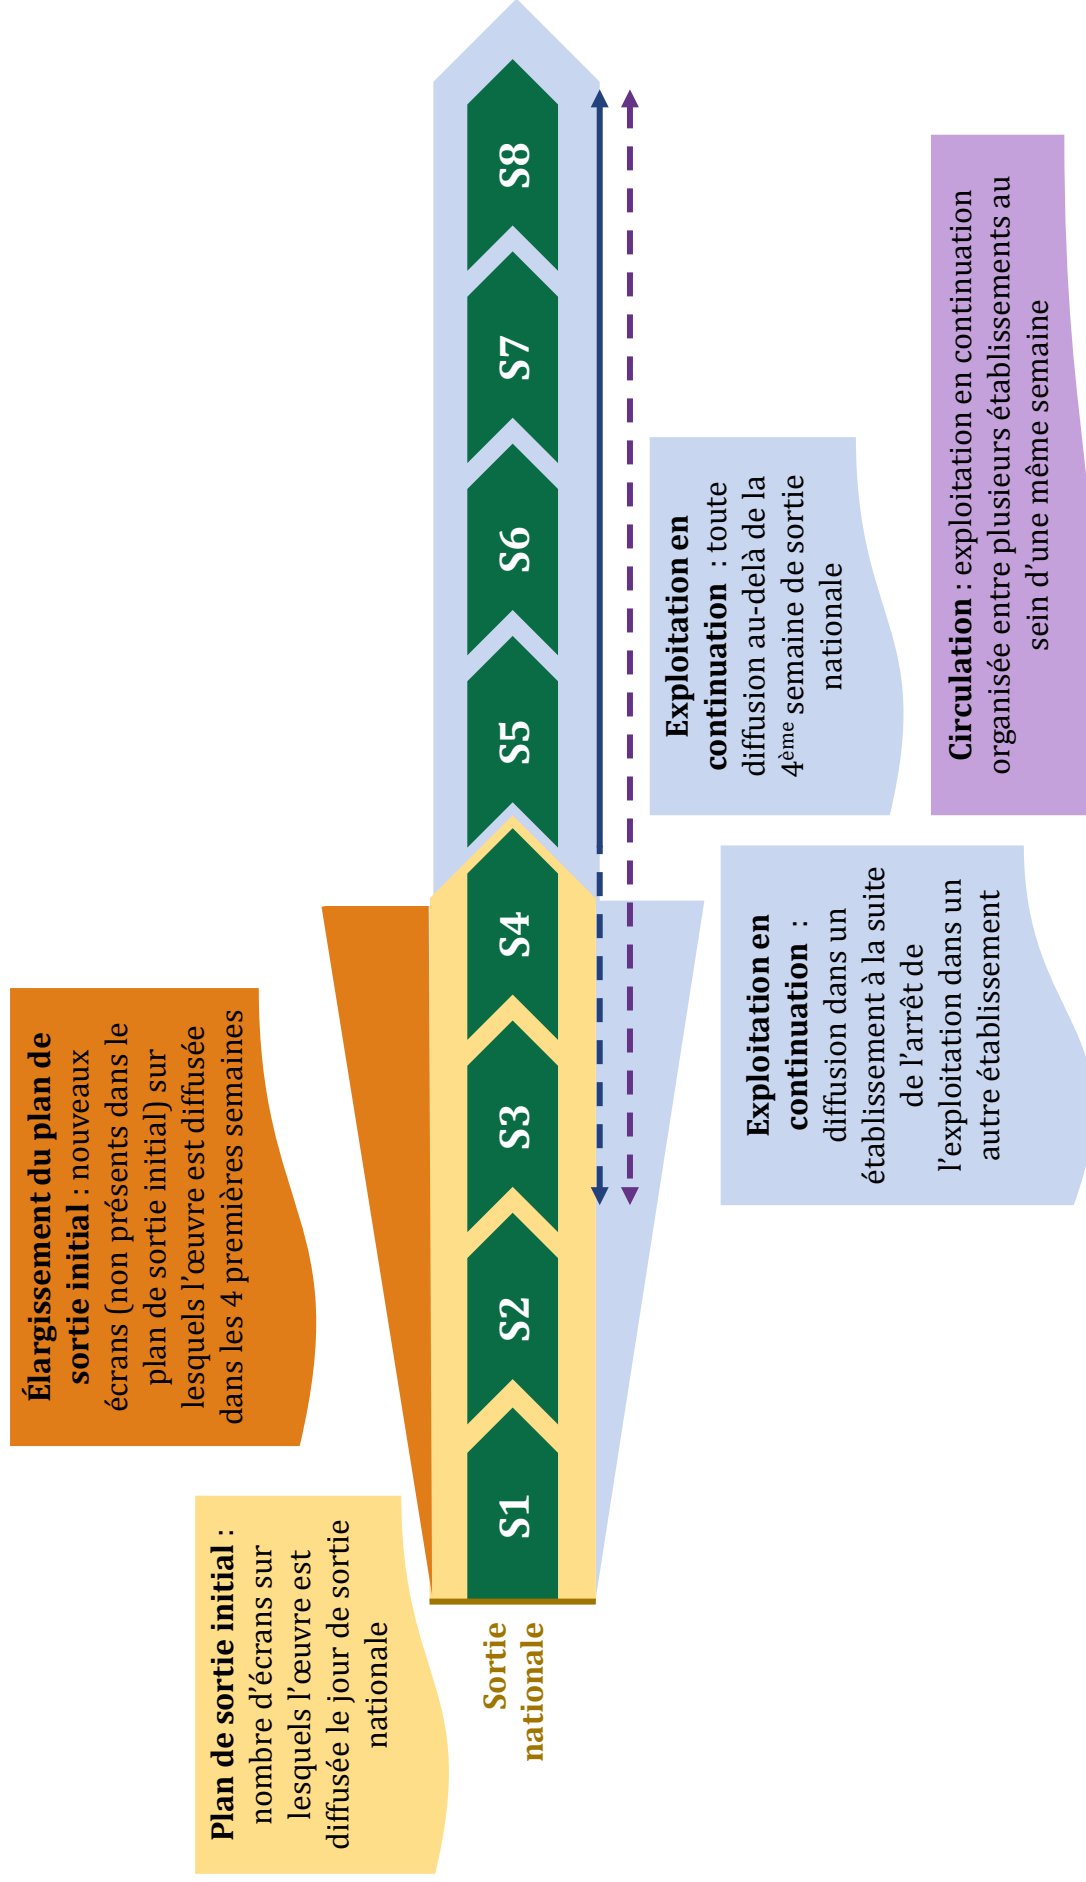 Plan de sortie initial :
nombre d'écrans sur
lesquels l'œuvre est
diffusée le jour de sortie
nationale
Élargissement du plan de
sortie initial : nouveaux
écrans (non présents dans le
plan de sortie initial) sur
lesquels l'œuvre est diffusée
dans les 4 premières semaines
Sortie
nationale
S1
S2
S3
S4
S5
S6
S7
S8
Exploitation en
continuation :
diffusion dans un
établissement à la suite
de l'arrêt de
l'exploitation dans un
autre établissement
Exploitation en
continuation : toute
diffusion au-delà de la
4ème semaine de sortie
nationale
Circulation : exploitation en continuation
organisée entre plusieurs établissements au
sein d'une même semaine